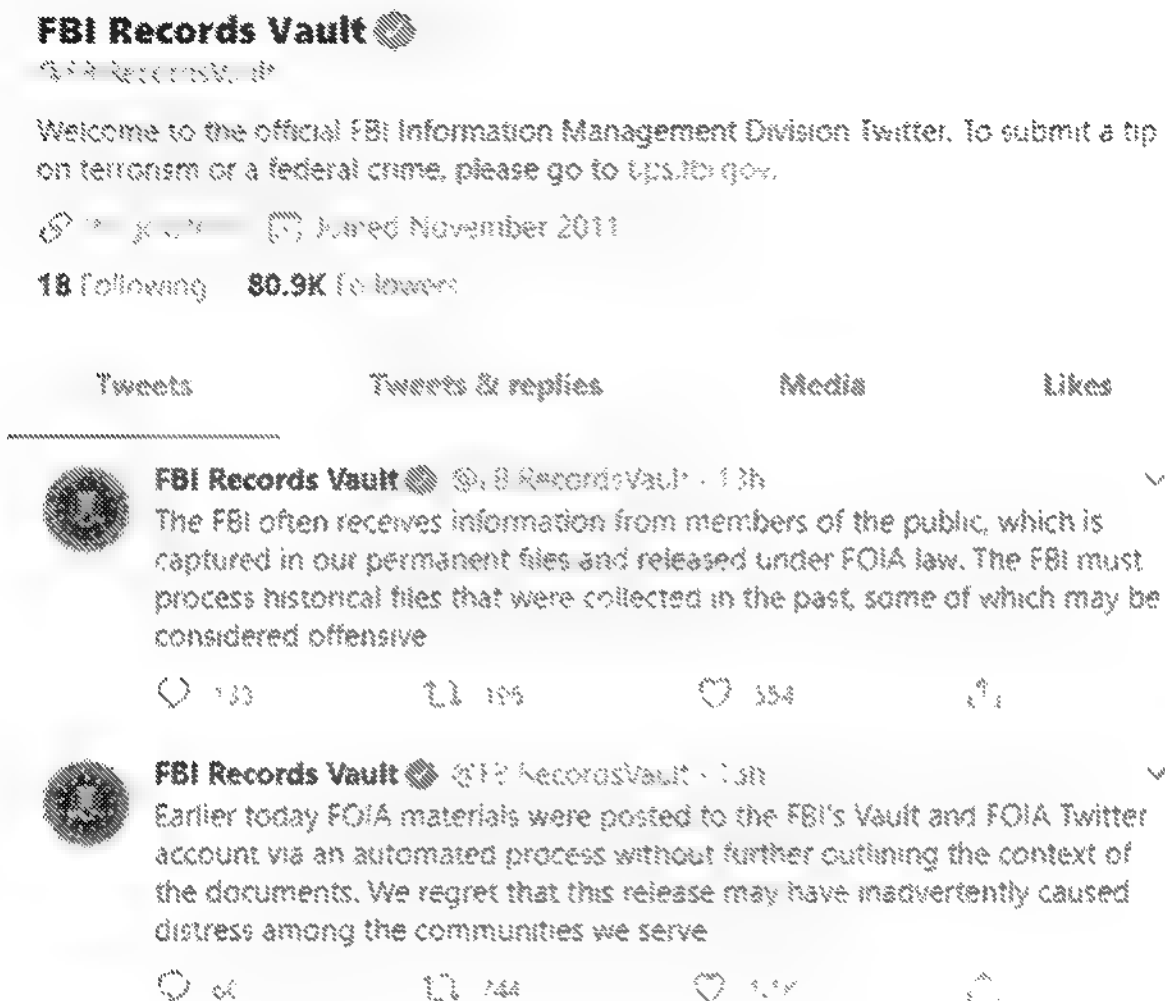 FBI Records Vault
Welcome to the official FBI Information Management Division Twitter. To submit a tip
on terrorism or a federal crime, please go to tips.fbi.gov.
Joined November 2011
18 Following 80.9K Followers
Tweets Tweets & replies Media Likes
FBI Records Vault @FBIRecordsVault · 13h
The FBI often receives information from members of the public, which is
captured in our permanent files and released under FOIA law. The FBI must
process historical files that were collected in the past, some of which may be
considered offensive
FBI Records Vault @FBIRecordsVault
Earlier today FOIA materials were posted to the FBI's Vault and FOIA Twitter
account via an automated process without further outlining the context of
the documents. We regret that this release may have inadvertently caused
distress among the communities we serve